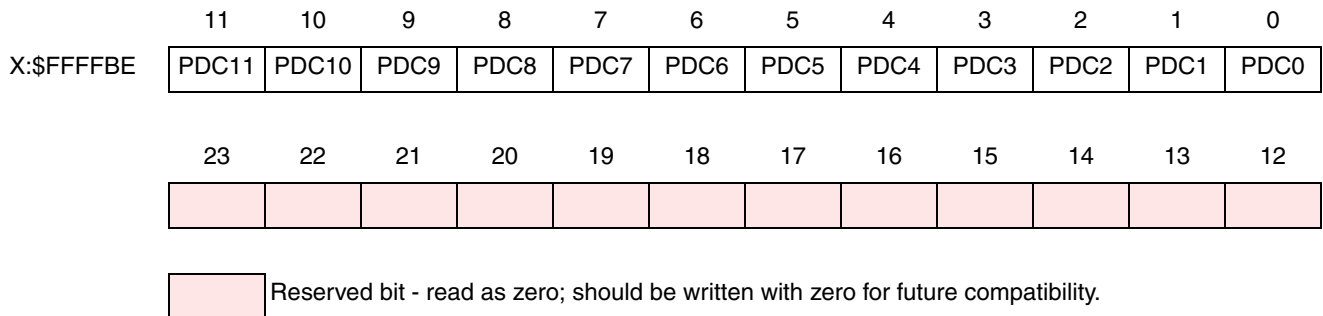 11 10 9 8 7 6 5 4 3 2 1 0
X:$FFFFBE PDC11 PDC10 PDC9 PDC8 PDC7 PDC6 PDC5 PDC4 PDC3 PDC2 PDC1 PDC0
23 22 21 20 19 18 17 16 15 14 13 12
Reserved bit - read as zero; should be written with zero for future compatibility.